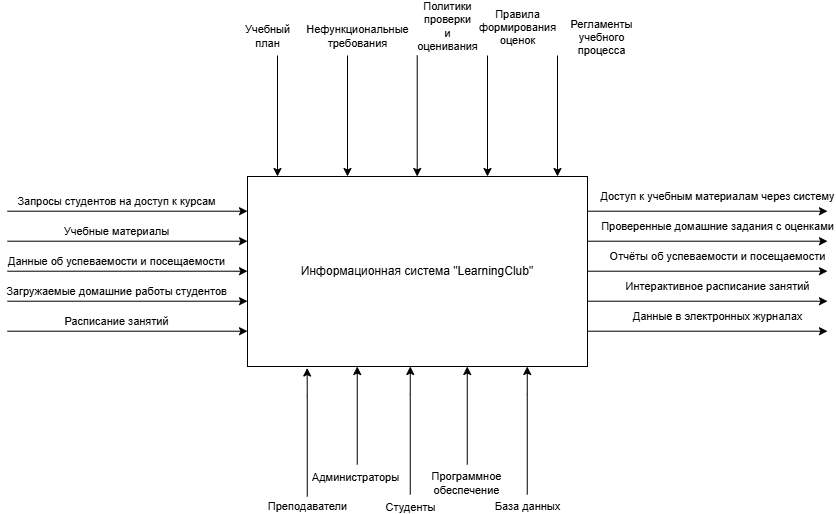 Учебный
план
Нефункциональные
требования
Политики
проверки
и
оценивания
Правила
формирования
оценок
Регламенты
учебного
процесса
Запросы студентов на доступ к курсам
Учебные материалы
Данные об успеваемости и посещаемости
Загружаемые домашние работы студентов
Расписание занятий
Информационная система "LearningClub"
Доступ к учебным материалам через систему
Проверенные домашние задания с оценками
Отчёты об успеваемости и посещаемости
Интерактивное расписание занятий
Данные в электронных журналах
Преподаватели
Администраторы
Студенты
Программное
обеспечение
База данных